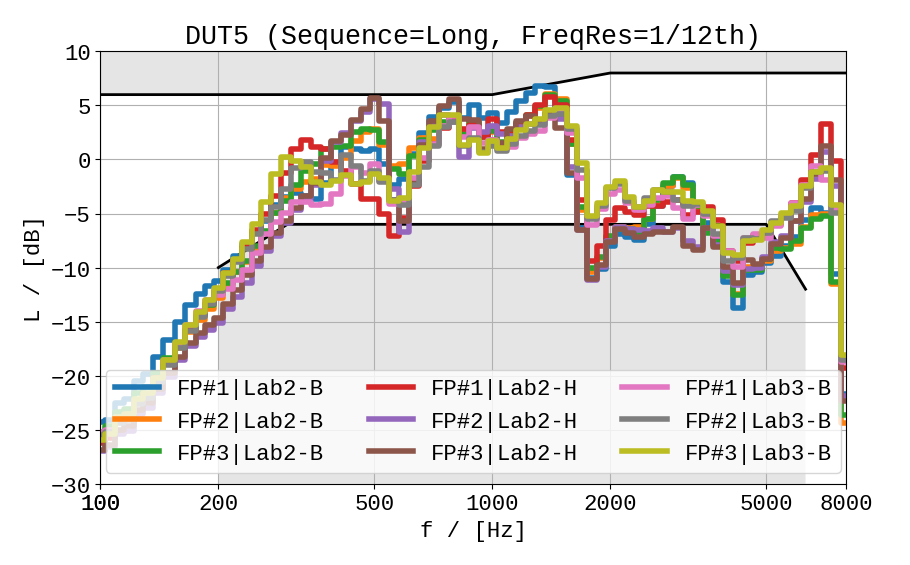 DUT5 (Sequence=Long, FreqRes=1/12th)
10
5
0
−5
−10
−15
−20
−25
−30
L / [dB]
FP#1|Lab2-B FP#1|Lab2-H FP#1|Lab3-B
FP#2|Lab2-B FP#2|Lab2-H FP#2|Lab3-B
FP#3|Lab2-B FP#3|Lab2-H FP#3|Lab3-B
100 200 500 1000 2000 5000 8000
f / [Hz]